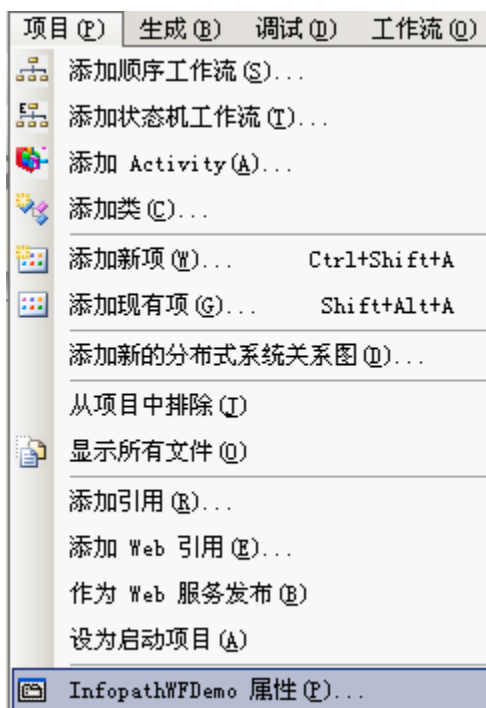 项目(P) 生成(B) 调试(D) 工作流(O)
添加顺序工作流(S)...
添加状态机工作流(T)...
添加 Activity(A)...
添加类(C)...
添加新项(W)... Ctrl+Shift+A
添加现有项(G)... Shift+Alt+A
添加新的分布式系统关系图(D)...
从项目中排除(J)
显示所有文件(O)
添加引用(R)...
添加 Web 引用(E)...
作为 Web 服务发布(B)
设为启动项目(A)
InfopathWFDemo 属性(P)...